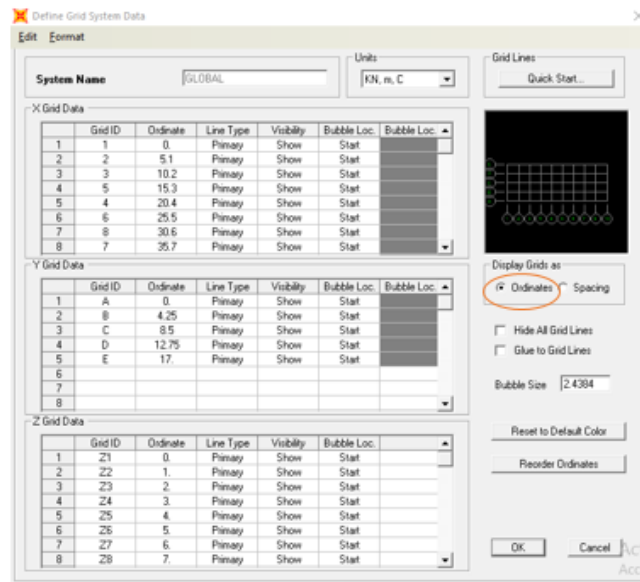 Define Grid System Data
Edit Format
System Name GLOBAL
Units
KN, m, C
Grid Lines
Quick Start...
X Grid Data
Grid ID Ordinate Line Type Visibility Bubble Loc. Bubble Loc.
1 1 0. Primary Show Start
2 2 5.1 Primary Show Start
3 3 10.2 Primary Show Start
4 5 15.3 Primary Show Start
5 4 20.4 Primary Show Start
6 6 25.5 Primary Show Start
7 8 30.6 Primary Show Start
8 7 35.7 Primary Show Start
Y Grid Data
Grid ID Ordinate Line Type Visibility Bubble Loc. Bubble Loc.
1 A 0. Primary Show Start
2 B 4.25 Primary Show Start
3 C 8.5 Primary Show Start
4 D 12.75 Primary Show Start
5 E 17. Primary Show Start
6
7
8
Display Grids as
Ordinates Spacing
Hide All Grid Lines
Glue to Grid Lines
Bubble Size 2.4384
Z Grid Data
Grid ID Ordinate Line Type Visibility Bubble Loc.
1 Z1 0. Primary Show Start
2 Z2 1. Primary Show Start
3 Z3 2. Primary Show Start
4 Z4 3. Primary Show Start
5 Z5 4. Primary Show Start
6 Z6 5. Primary Show Start
7 Z7 6. Primary Show Start
8 Z8 7. Primary Show Start
Reset to Default Color
Reorder Ordinates
OK Cancel